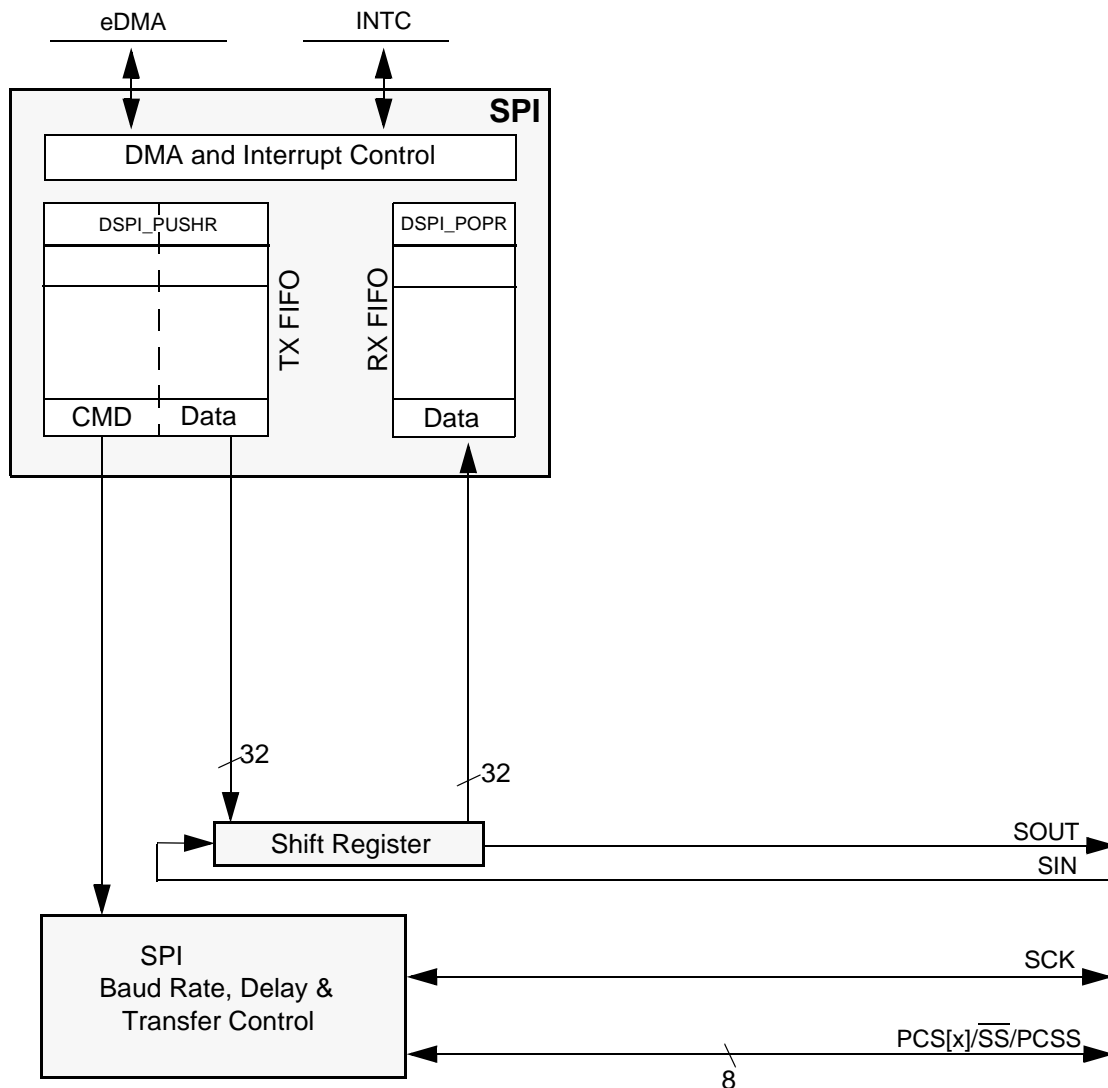 eDMA INTC
SPI
DMA and Interrupt Control
DSPI_PUSHR DSPI_POPR
TX FIFO
RX FIFO
CMD Data Data
32
32
Shift Register
SOUT
SIN
SPI
Baud Rate, Delay &
Transfer Control
SCK
PCS[x]/S̅S̅/PCSS
8